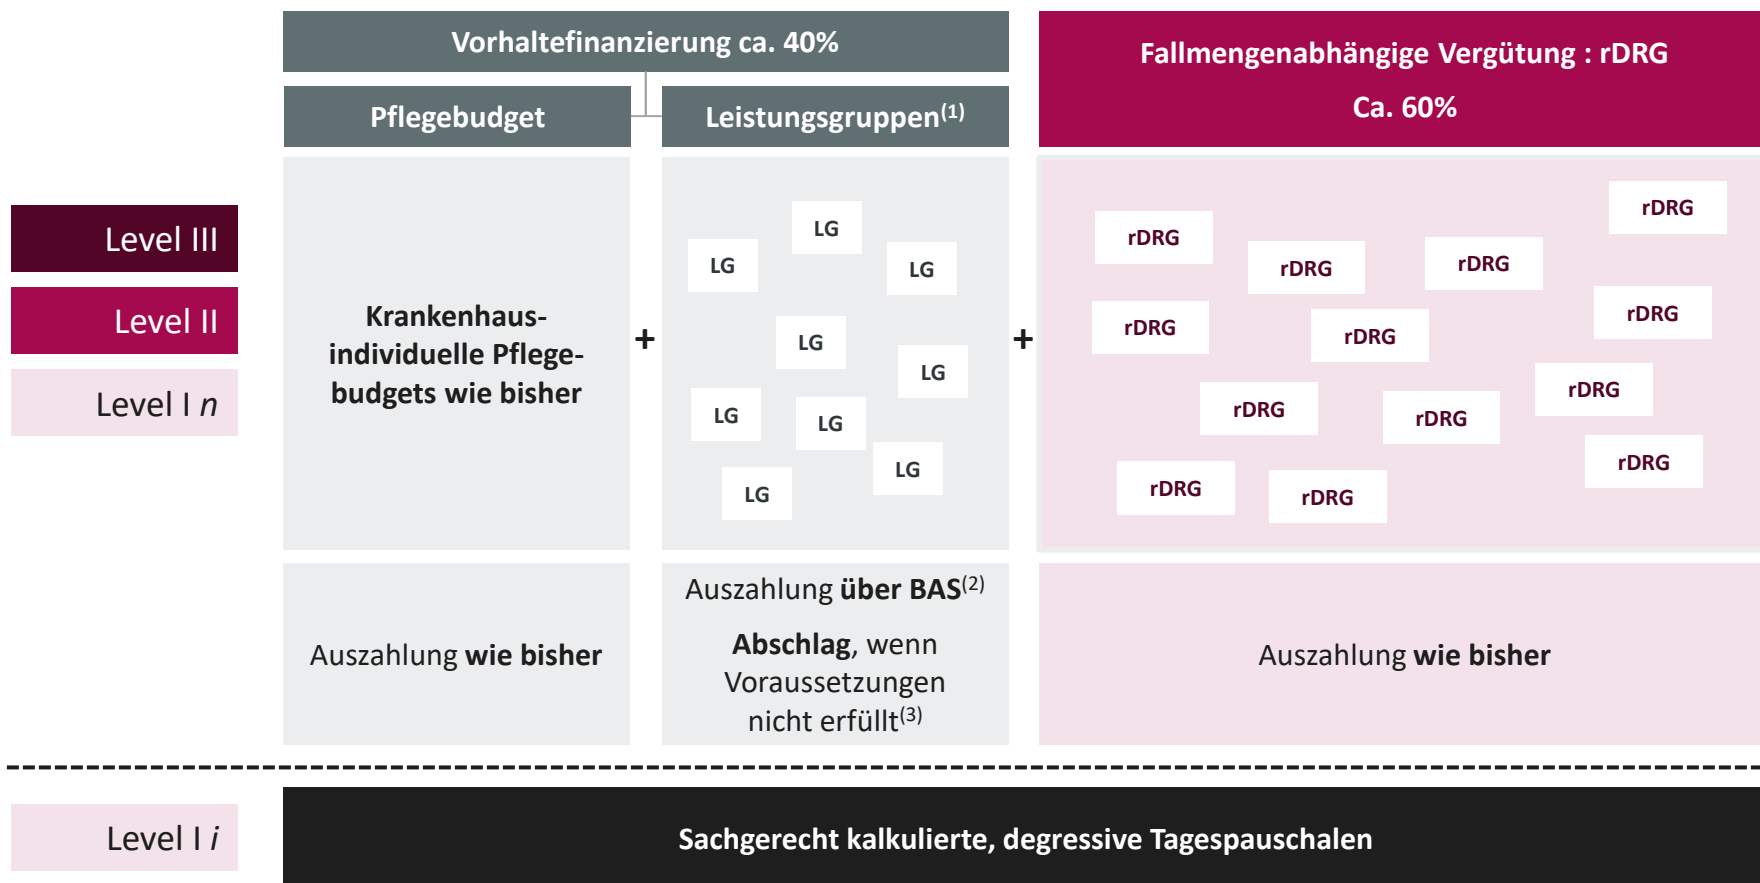 Vorhaltefinanzierung ca. 40%
Fallmengenabhängige Vergütung : rDRG
Ca. 60%
Pflegebudget
Leistungsgruppen(1)
Level III
Level II
Level I n
Krankenhaus-
individuelle Pflege-
budgets wie bisher
+
LG
LG
LG
LG
LG
LG
LG
LG
LG
+
rDRG
rDRG
rDRG
rDRG
rDRG
rDRG
rDRG
rDRG
rDRG
rDRG
rDRG
rDRG
rDRG
Auszahlung wie bisher
Auszahlung über BAS(2)
Abschlag, wenn
Voraussetzungen
nicht erfüllt(3)
Auszahlung wie bisher
Level I i
Sachgerecht kalkulierte, degressive Tagespauschalen